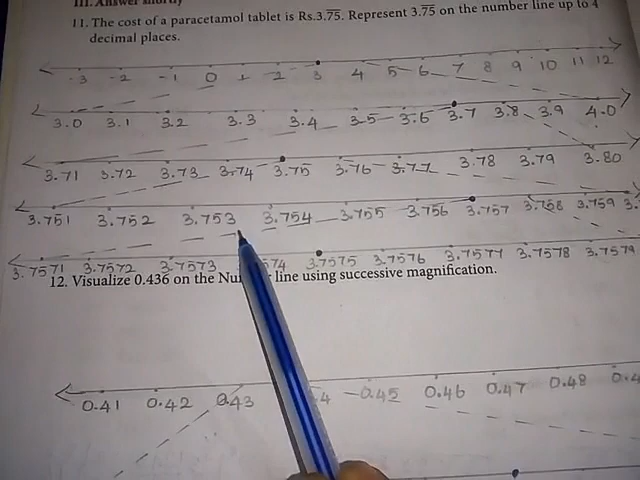 III. Answer shortly
11. The cost of a paracetamol tablet is Rs.3.7̅5̅. Represent 3.7̅5̅ on the number line up to 4
decimal places.
-3 -2 -1 0 1 2 3 4 5 6 7 8 9 10 11 12
3.0 3.1 3.2 3.3 3.4 3.5 3.6 3.7 3.8 3.9 4.0
3.71 3.72 3.73 3.74 3.75 3.76 3.77 3.78 3.79 3.80
3.751 3.752 3.753 3.754 3.755 3.756 3.757 3.758 3.759
3.7571 3.7572 3.7573 3.7575 3.7576 3.7577 3.7578 3.7579
12. Visualize 0.436 on the line using successive magnification.
0.41 0.42 0.43 0.45 0.46 0.47 0.48